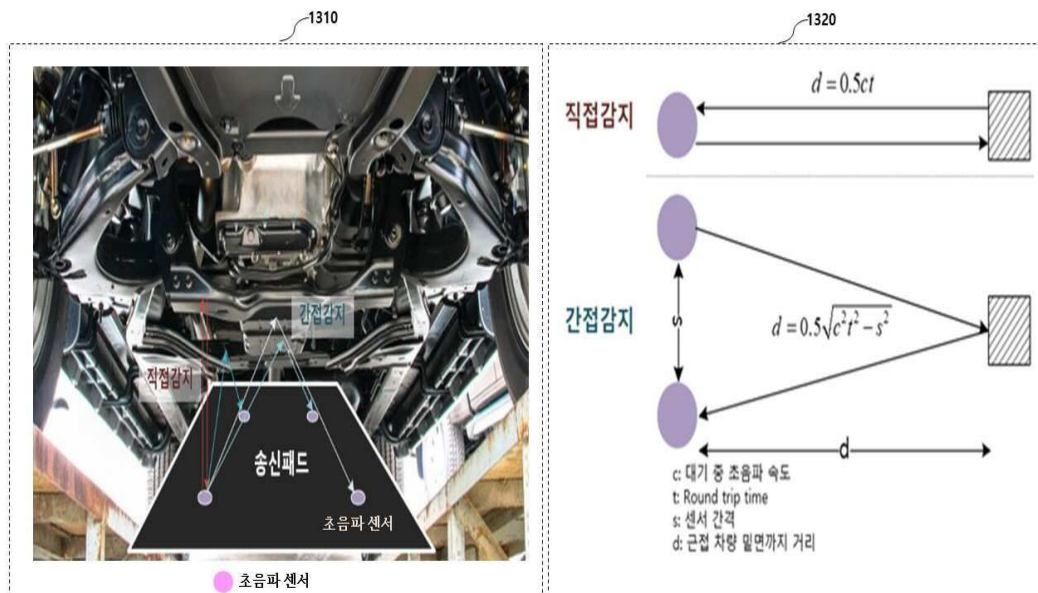 1310
간접감지
직접감지
송신패드
초음파 센서
초음파 센서
1320
직접감지
d = 0.5ct
간접감지
s
d = 0.5√(c²t² − s²)
d
c: 대기 중 초음파 속도
t: Round trip time
s: 센서 간격
d: 근접 차량 밑면까지 거리